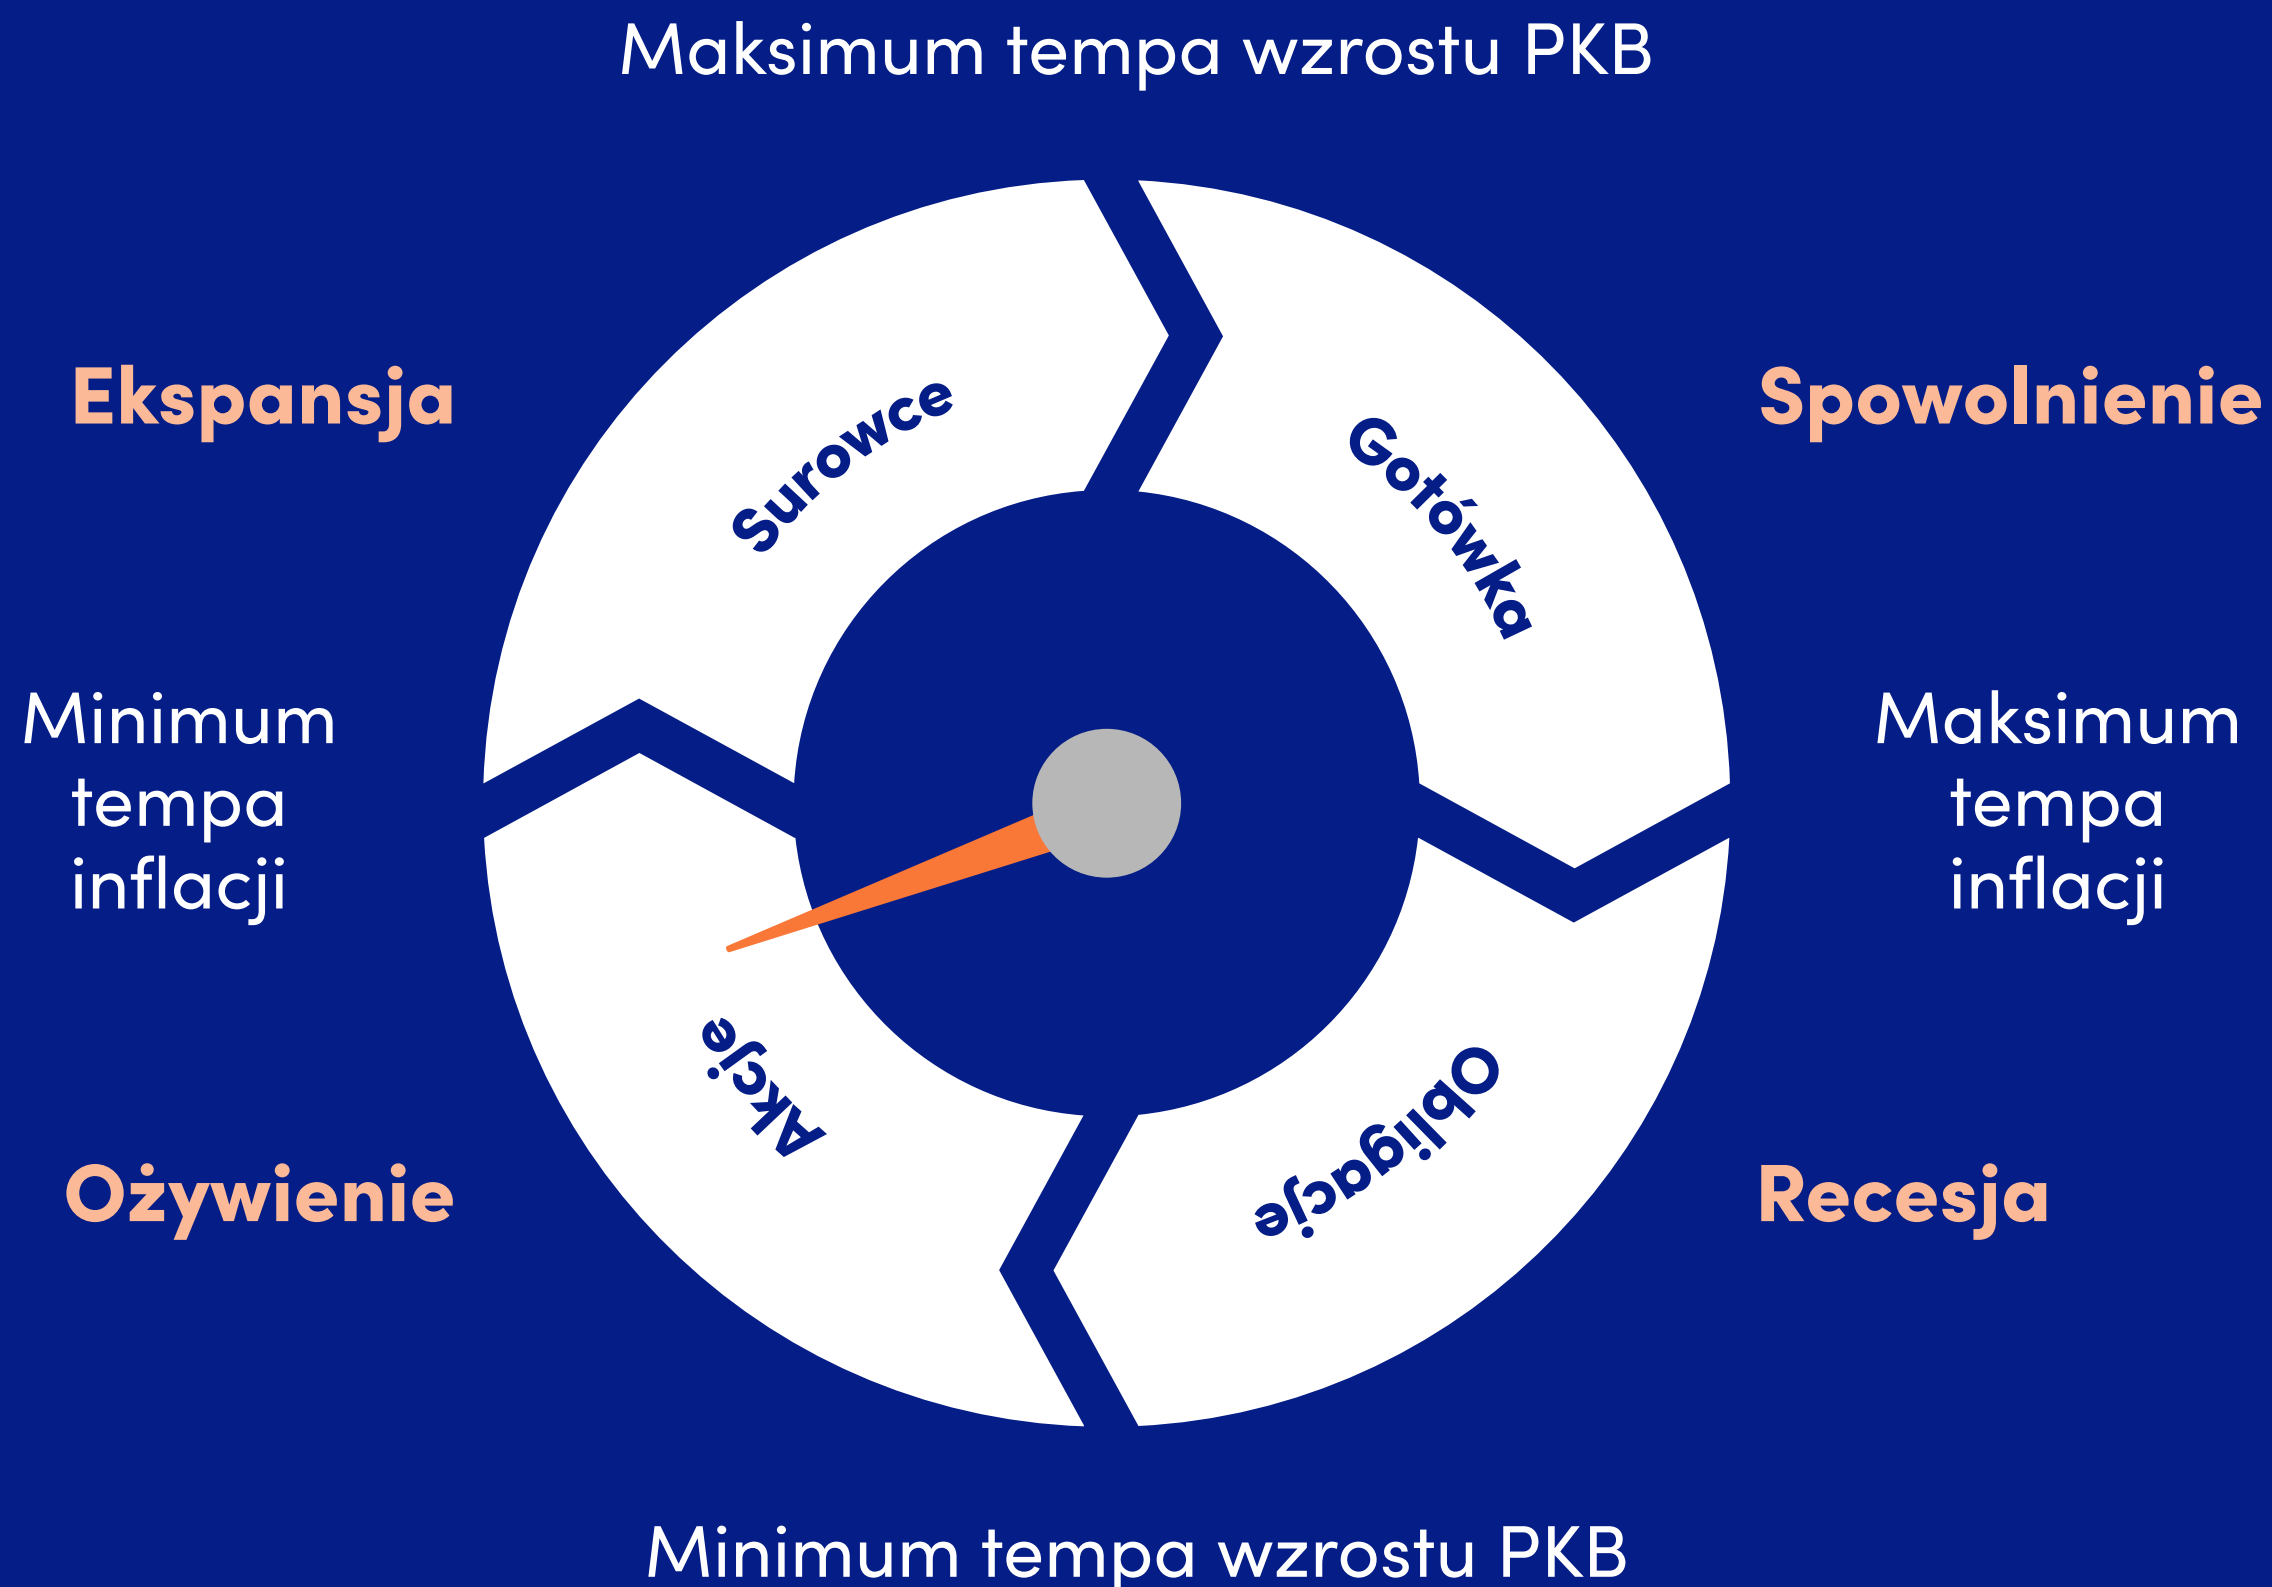 Maksimum tempa wzrostu PKB
Ekspansja
Surowce
Gotówka
Spowolnienie
Minimum
tempa
inflacji
Maksimum
tempa
inflacji
Akcje
Obligacje
Ożywienie
Recesja
Minimum tempa wzrostu PKB